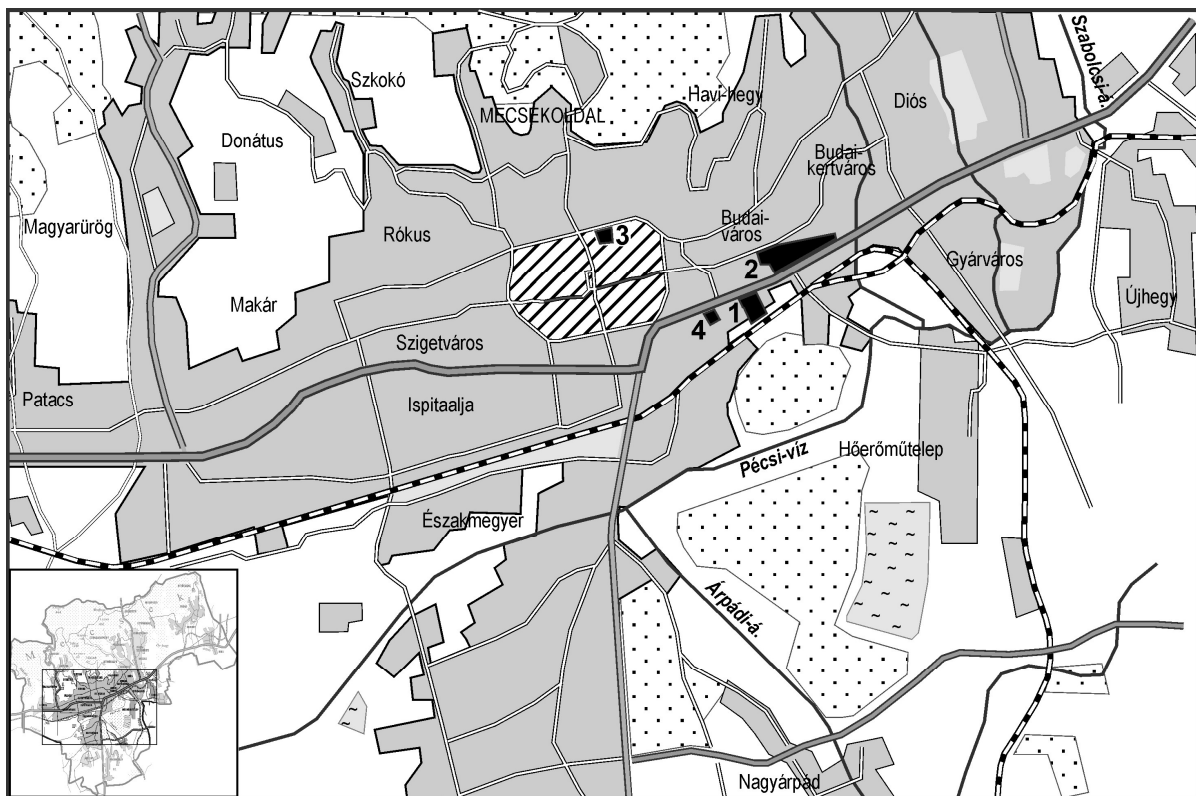 Szabolcsi-á.
Szkokó
MECSEKOLDAL
Havi-hegy
Diós
Donátus
Budai-
kertváros
Magyarürög
Rókus
3
Budai-
város
2
Gyárváros
Makár
1
4
Újhegy
Szigetváros
Patacs
Ispitaalja
Pécsi-víz
Hőerőműtelep
Északmegyer
Árpádi-á.
Nagyárpád